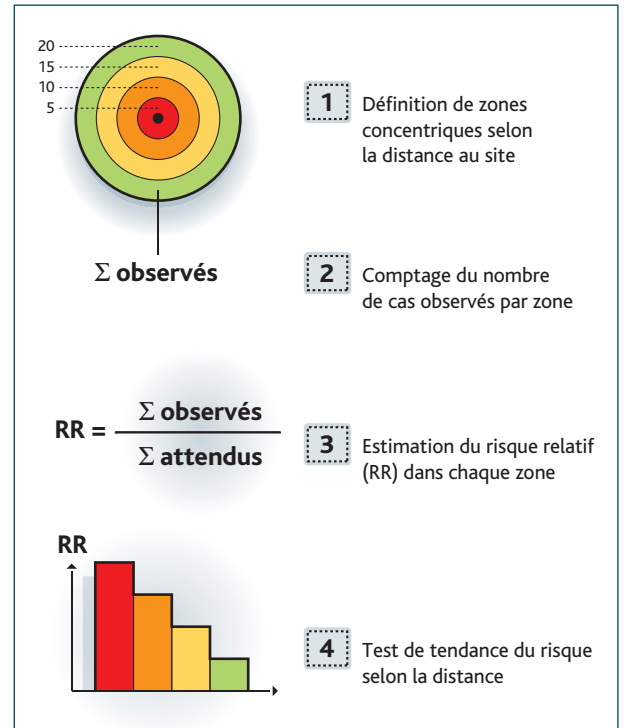 20
15
10
5
Σ observés
1
Définition de zones
concentriques selon
la distance au site
2
Comptage du nombre
de cas observés par zone
RR =
Σ observés
Σ attendus
3
Estimation du risque relatif
(RR) dans chaque zone
RR
4
Test de tendance du risque
selon la distance